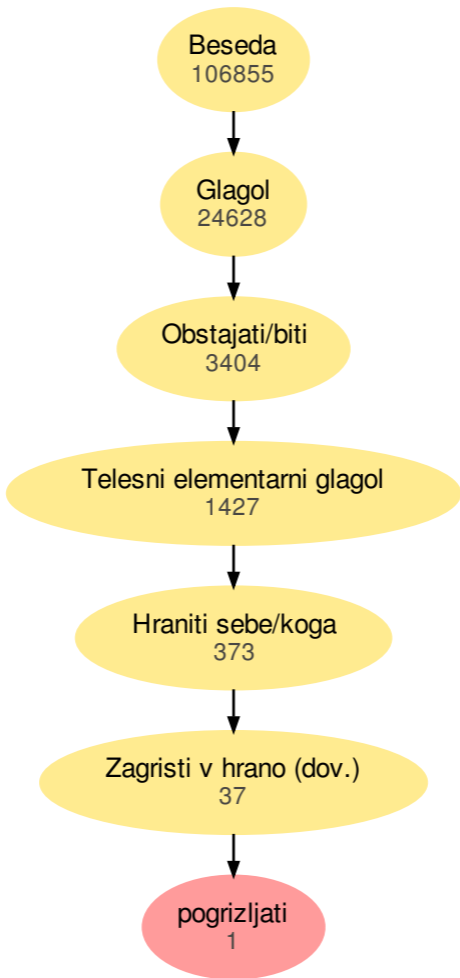 Beseda
106855
Glagol
24628
Obstajati/biti
3404
Telesni elementarni glagol
1427
Hraniti sebe/koga
373
Zagristi v hrano (dov.)
37
pogrizljati
1